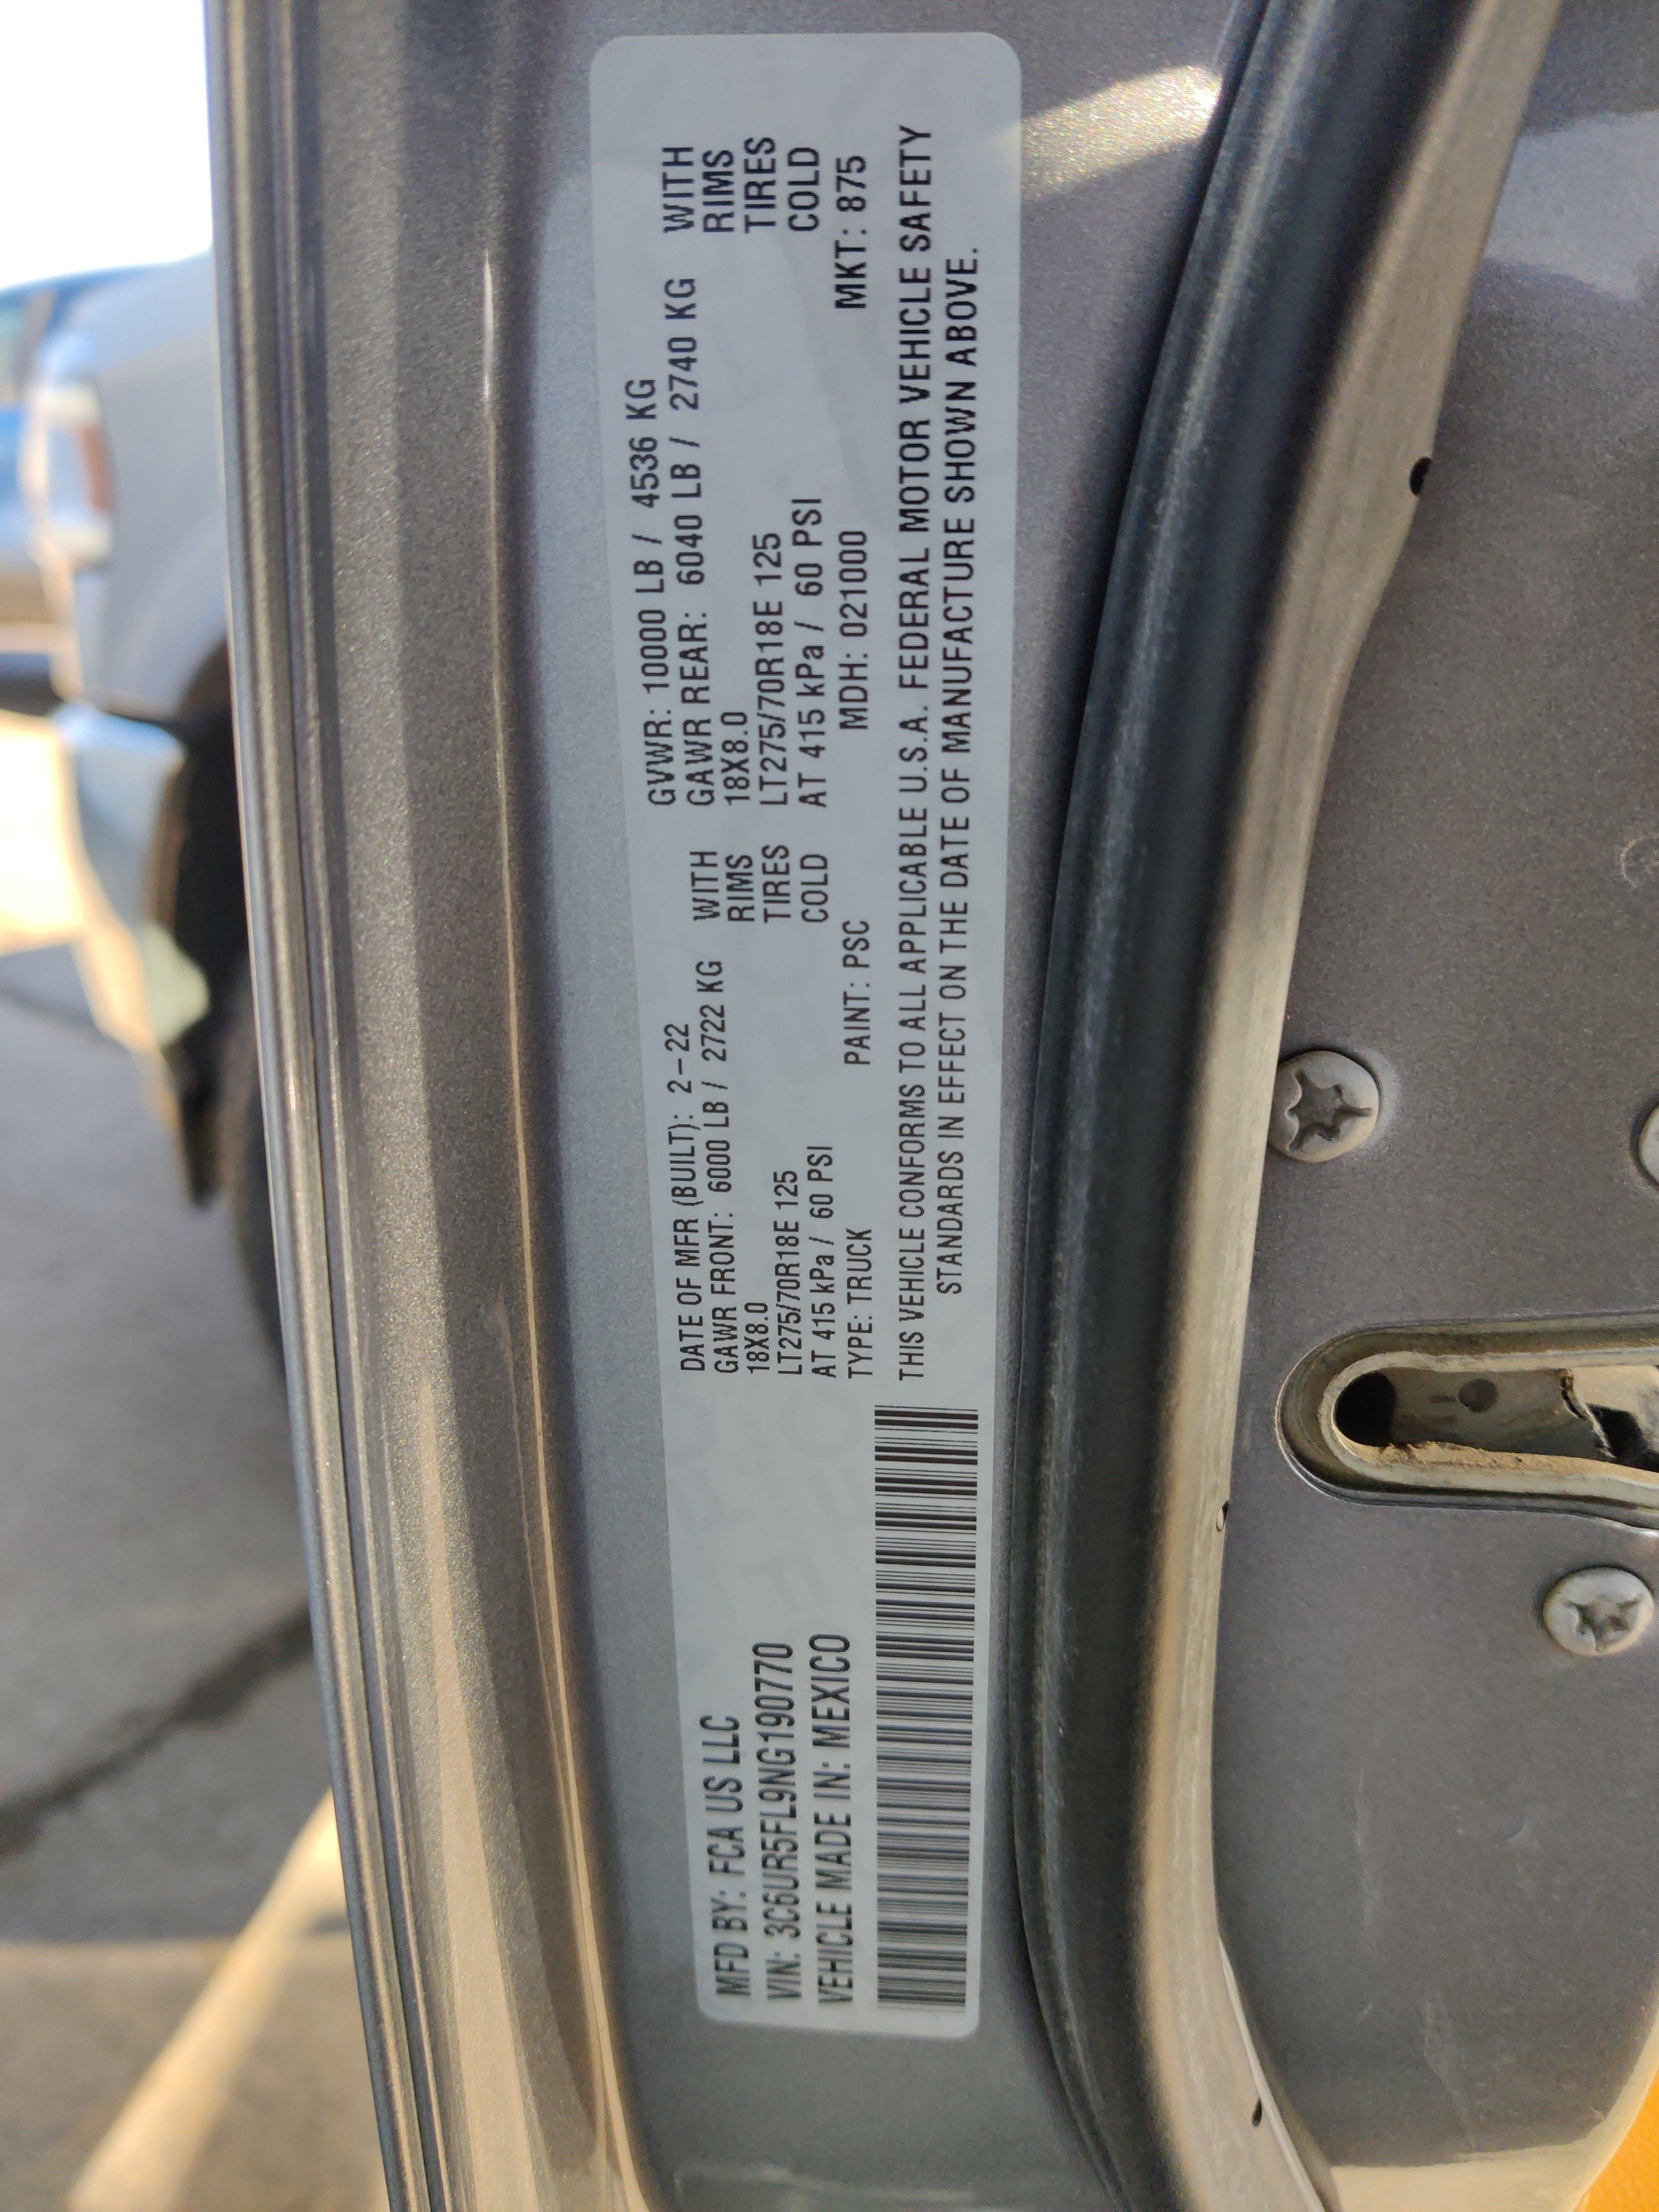 MFD BY: FCA US LLC
VIN: 3C6UR5FL9NG190770
VEHICLE MADE IN: MEXICO
DATE OF MFR (BUILT): 2-22
GAWR FRONT: 6000 LB / 2722 KG WITH
18X8.0 RIMS
LT275/70R18E 125 TIRES
AT 415 kPa / 60 PSI COLD
GVWR: 10000 LB / 4536 KG
GAWR REAR: 6040 LB / 2740 KG WITH
18X8.0 RIMS
LT275/70R18E 125 TIRES
AT 415 kPa / 60 PSI COLD
TYPE: TRUCK PAINT: PSC MDH: 021000 MKT: 875
THIS VEHICLE CONFORMS TO ALL APPLICABLE U.S.A. FEDERAL MOTOR VEHICLE SAFETY
STANDARDS IN EFFECT ON THE DATE OF MANUFACTURE SHOWN ABOVE.